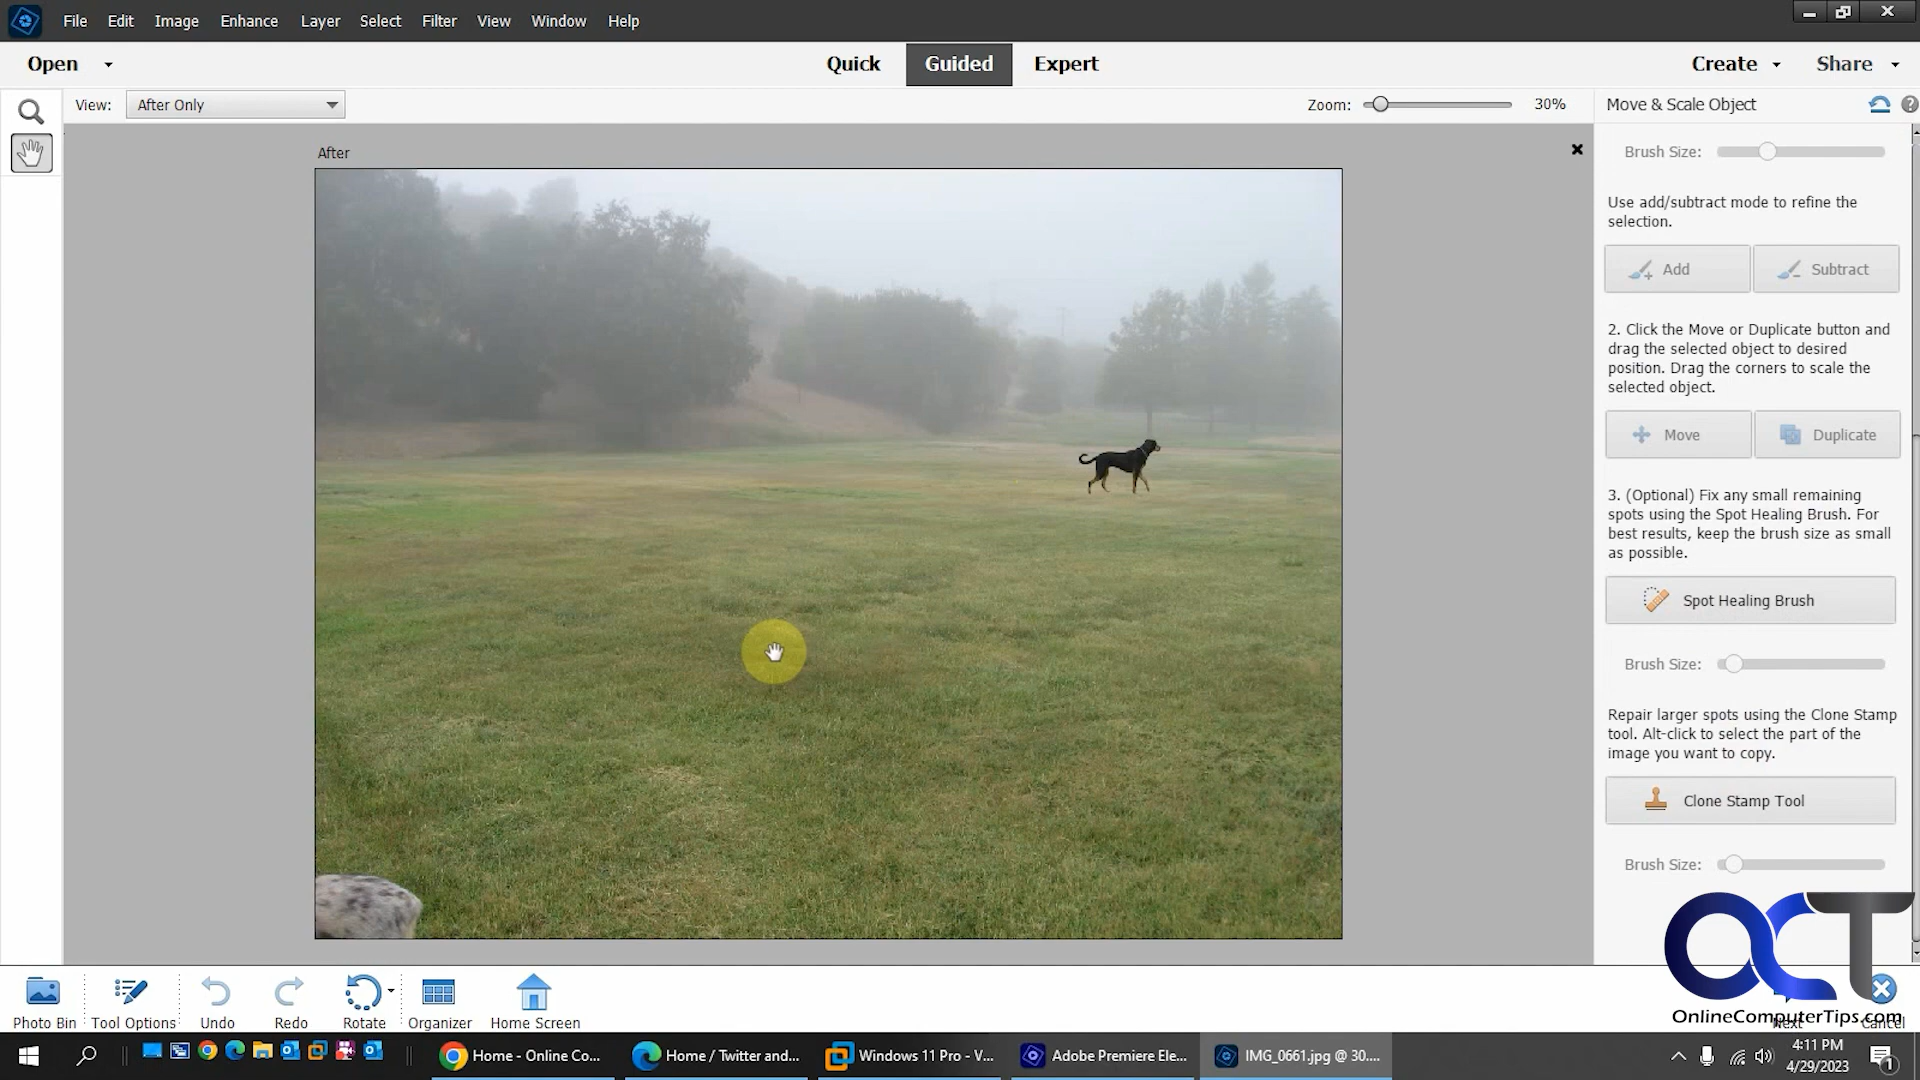 File Edit Image Enhance Layer Select Filter View Window Help
Open Quick Guided Expert Create Share
View: After Only Zoom: 30% Move & Scale Object
After
Brush Size:
Use add/subtract mode to refine the
selection.
Add Subtract
2. Click the Move or Duplicate button and
drag the selected object to desired
position. Drag the corners to scale the
selected object.
Move Duplicate
3. (Optional) Fix any small remaining
spots using the Spot Healing Brush. For
best results, keep the brush size as small
as possible.
Spot Healing Brush
Brush Size:
Repair larger spots using the Clone Stamp
tool. Alt-click to select the part of the
image you want to copy.
Clone Stamp Tool
Brush Size:
OCT
OnlineComputerTips.com
Photo Bin Tool Options Undo Redo Rotate Organizer Home Screen Next Cancel
Home - Online Co... Home / Twitter and... Windows 11 Pro - V... Adobe Premiere Ele... IMG_0661.jpg @ 30....
4:11 PM
4/29/2023
1